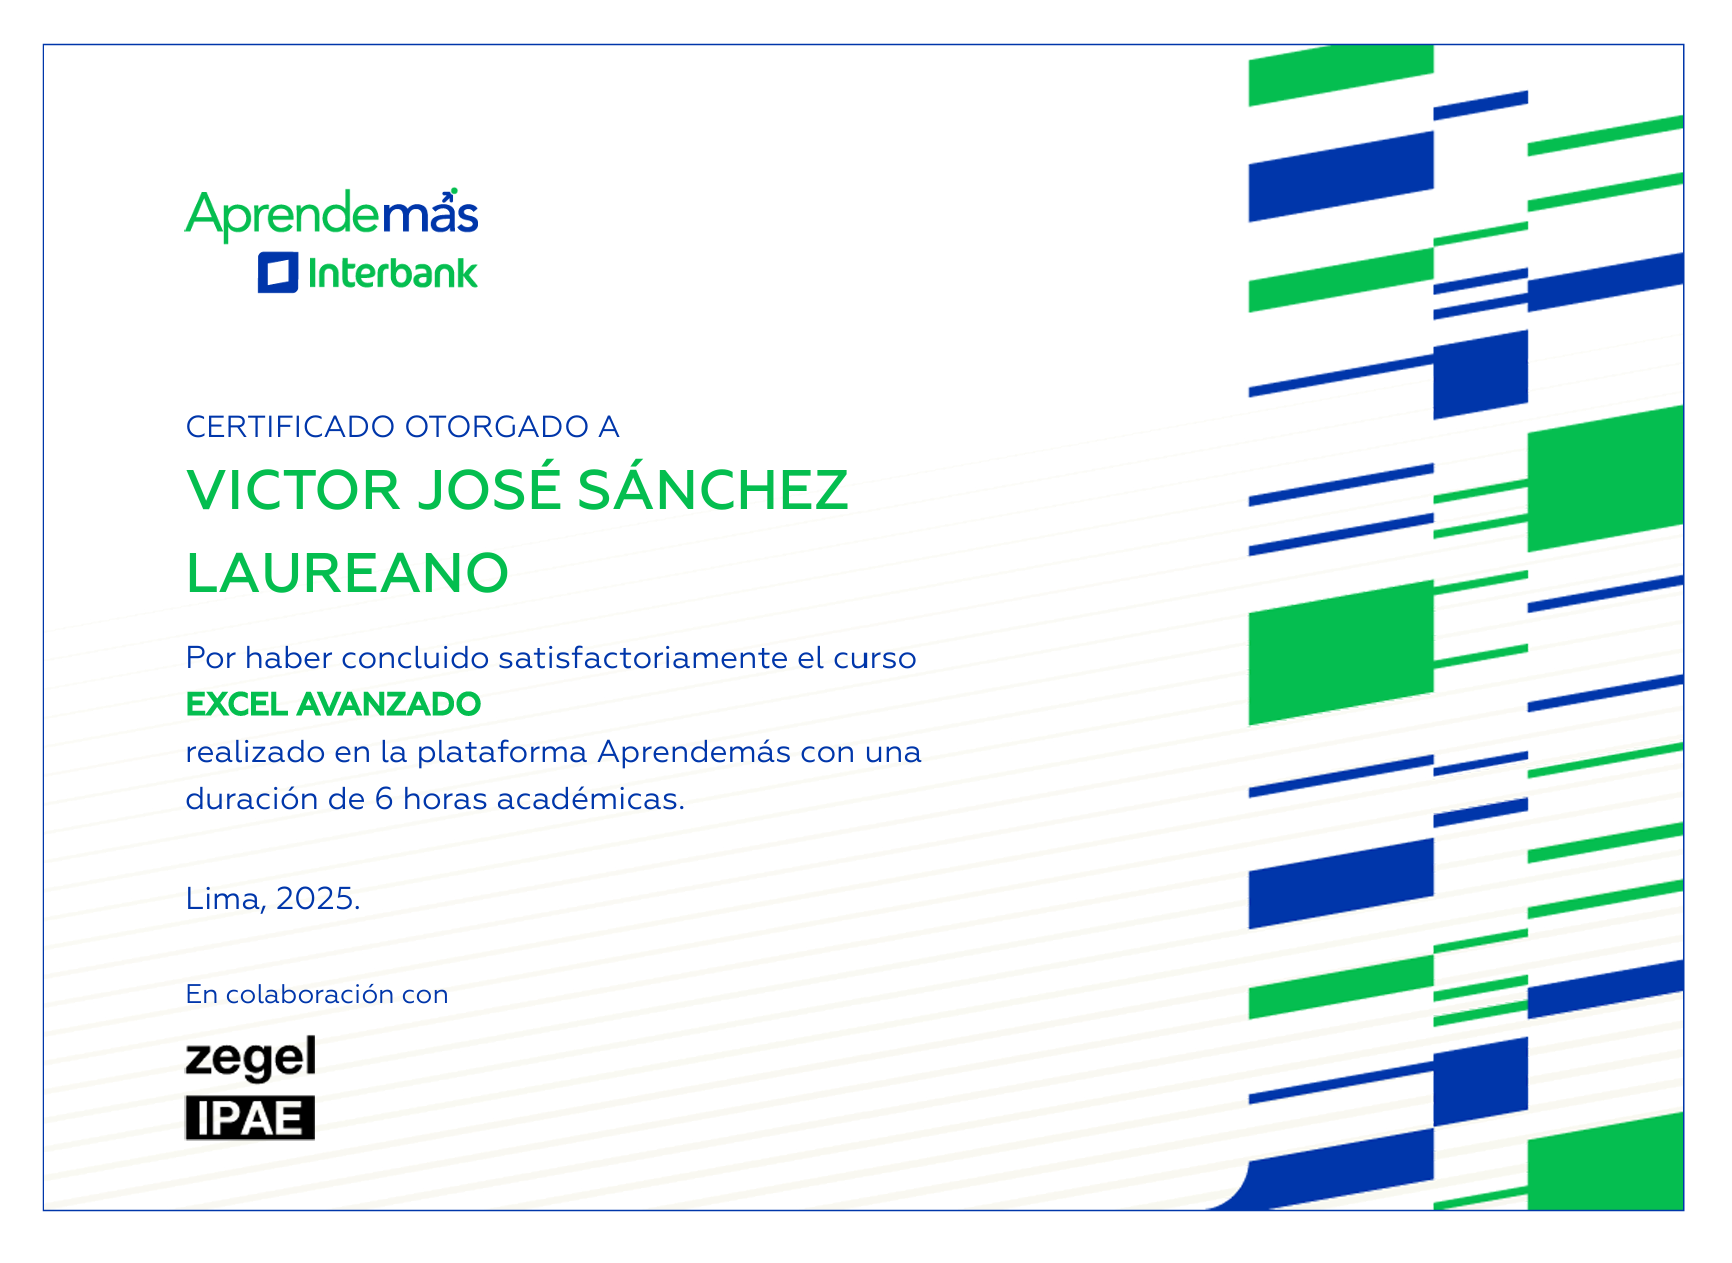 Aprendemás
Interbank
CERTIFICADO OTORGADO A
VICTOR JOSÉ SÁNCHEZ
LAUREANO
Por haber concluido satisfactoriamente el curso
EXCEL AVANZADO
realizado en la plataforma Aprendemás con una
duración de 6 horas académicas.
Lima, 2025.
En colaboración con
zegel
IPAE